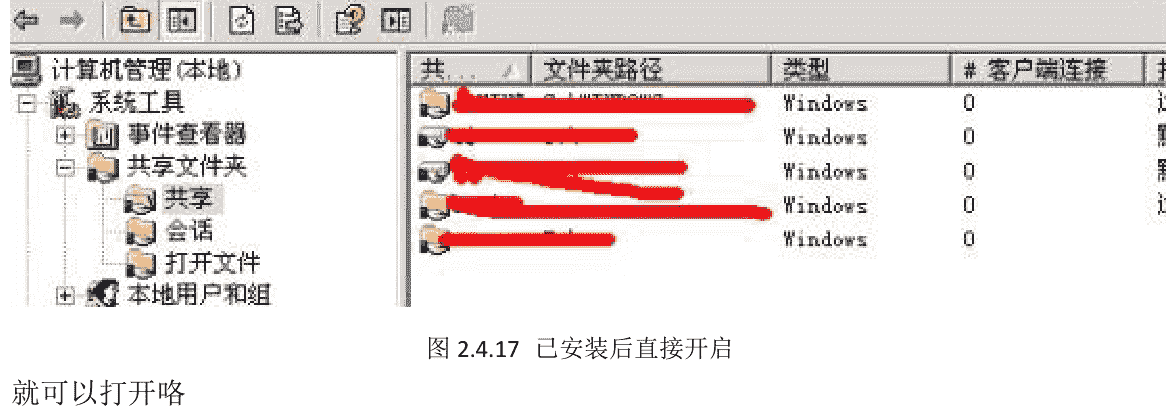 计算机管理(本地)
系统工具
事件查看器
共享文件夹
共享
会话
打开文件
本地用户和组
共... 文件夹路径 类型 # 客户端连接
Windows 0
Windows 0
Windows 0
Windows 0
Windows 0
图 2.4.17 已安装后直接开启
就可以打开咯